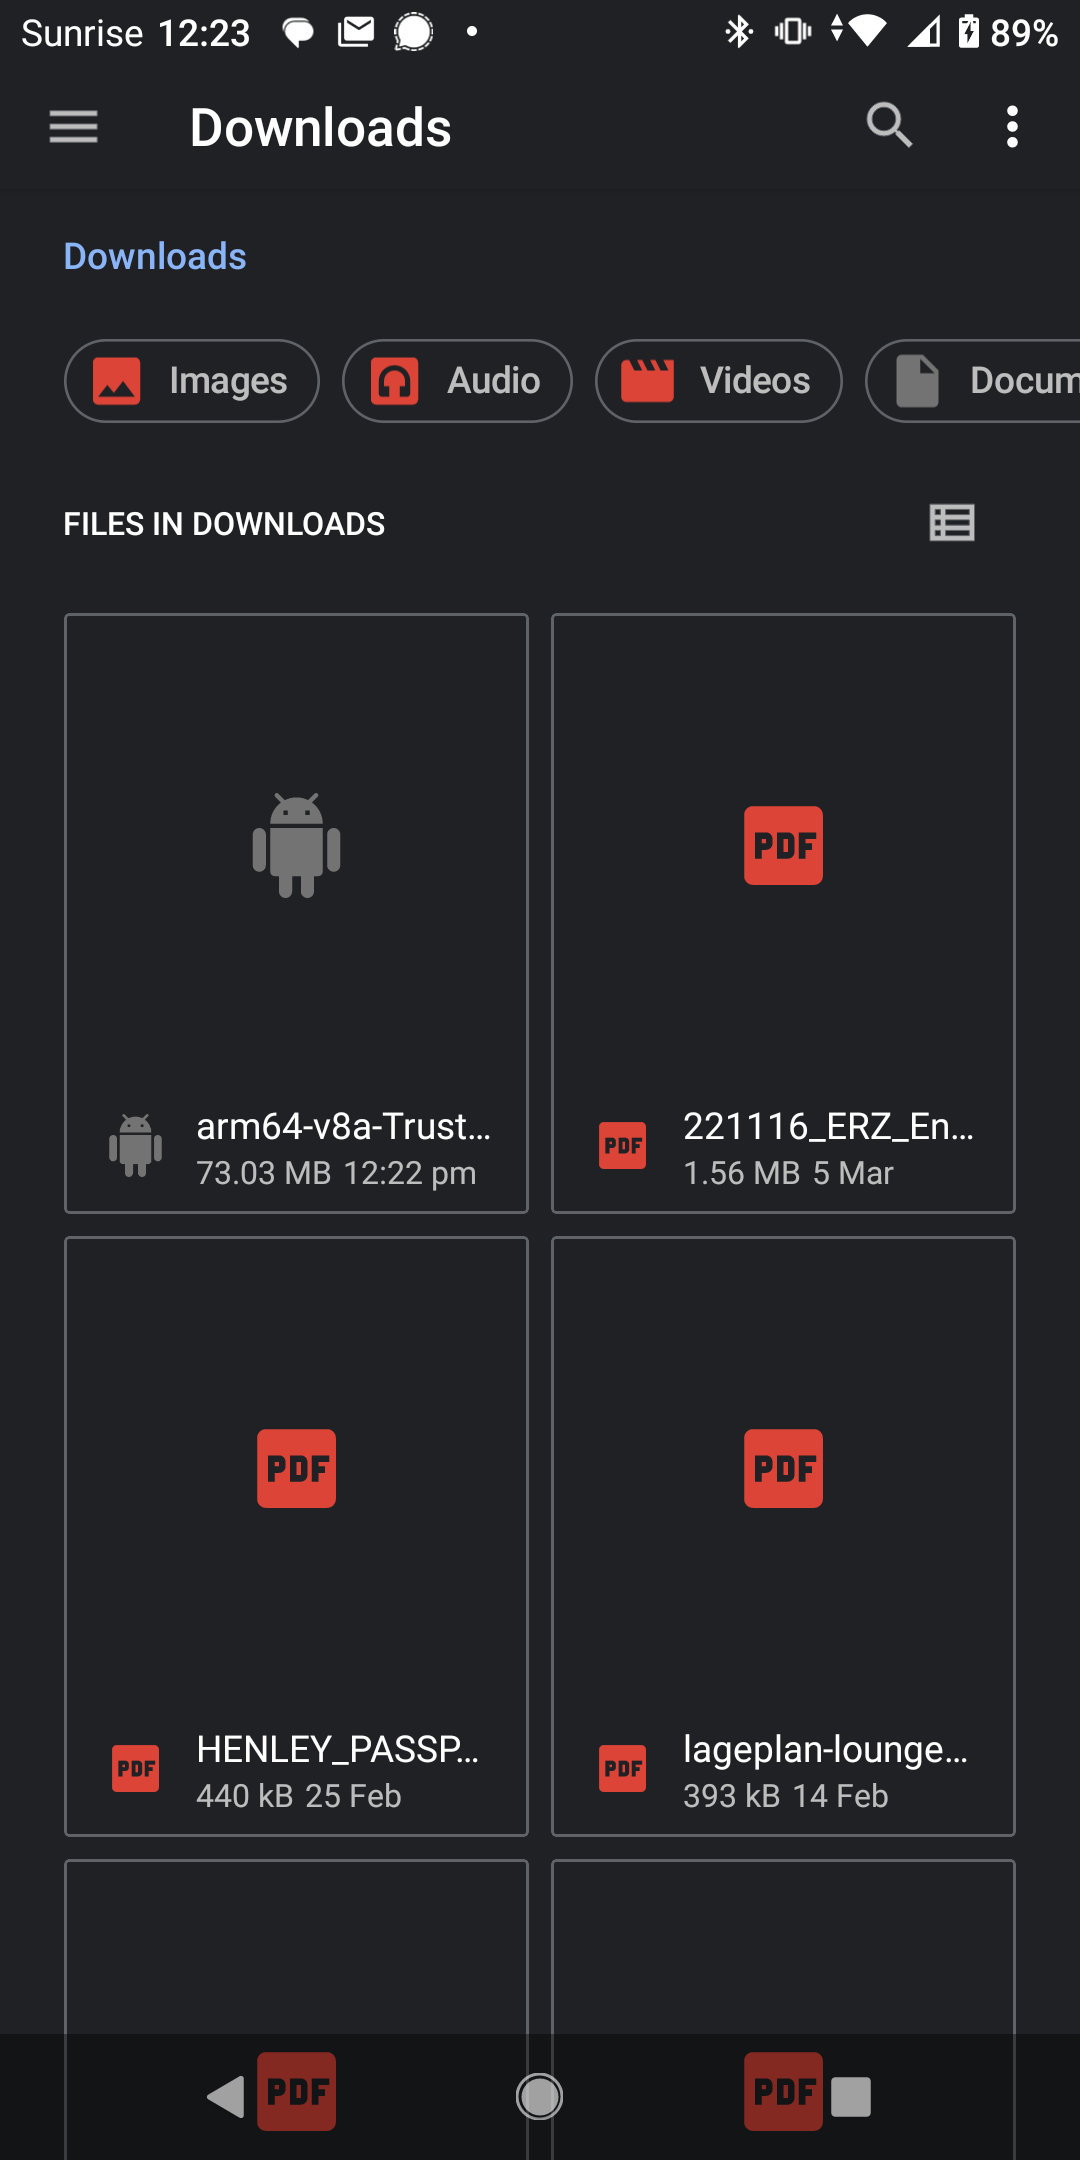 Sunrise 12:23 89%
Downloads
Downloads
Images Audio Videos Docum
FILES IN DOWNLOADS
PDF
arm64-v8a-Trust... PDF 221116_ERZ_En...
73.03 MB 12:22 pm 1.56 MB 5 Mar
PDF PDF
PDF HENLEY_PASSP... PDF lageplan-lounge...
440 kB 25 Feb 393 kB 14 Feb
PDF PDF